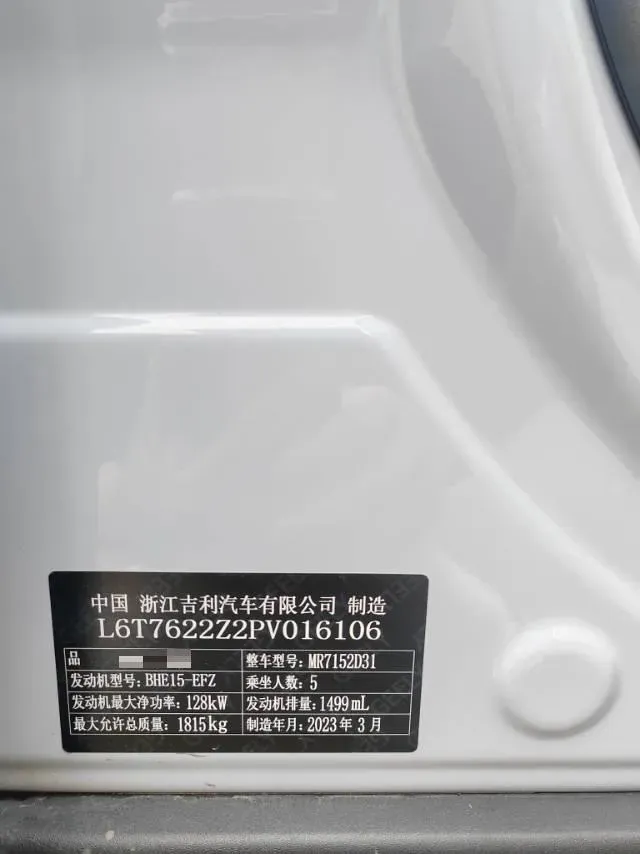 中国 浙江吉利汽车有限公司 制造
L6T7622Z2PV016106
品 整车型号: MR7152D31
发动机型号: BHE15-EFZ 乘坐人数: 5
发动机最大净功率: 128kW 发动机排量: 1499mL
最大允许总质量: 1815kg 制造年月: 2023年3月